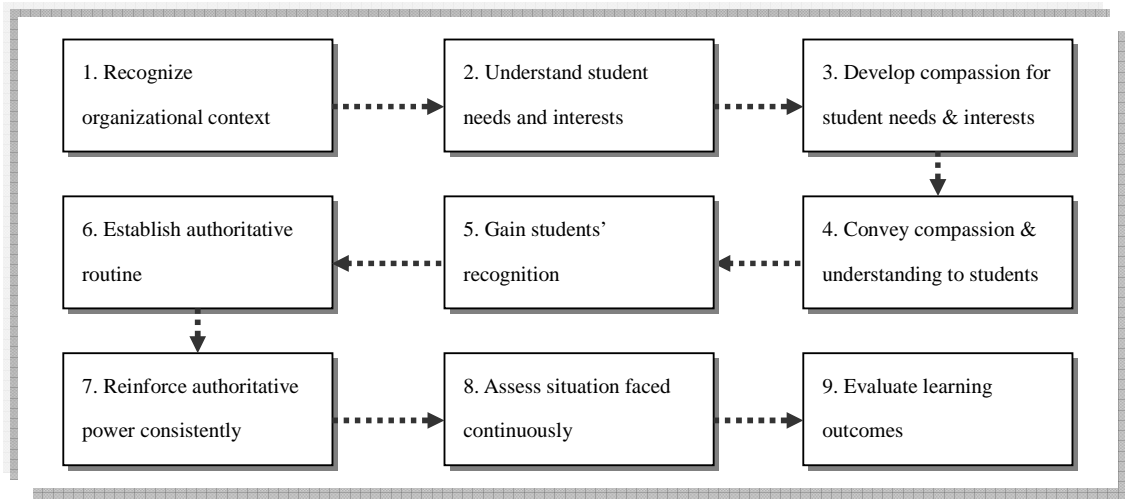 1. Recognize
organizational context
2. Understand student
needs and interests
3. Develop compassion for
student needs & interests
4. Convey compassion &
understanding to students
5. Gain students’
recognition
6. Establish authoritative
routine
7. Reinforce authoritative
power consistently
8. Assess situation faced
continuously
9. Evaluate learning
outcomes